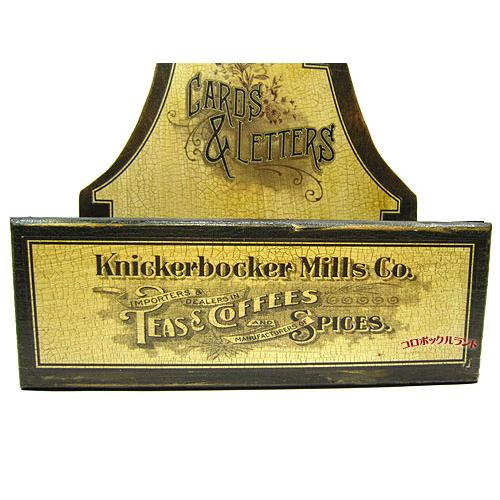 CARDS
& LETTERS
Knickerbocker Mills Co.
IMPORTERS &
DEALERS IN
TEAS & COFFEES
AND
MANUFACTURERS OF
SPICES.
コロボックルランド